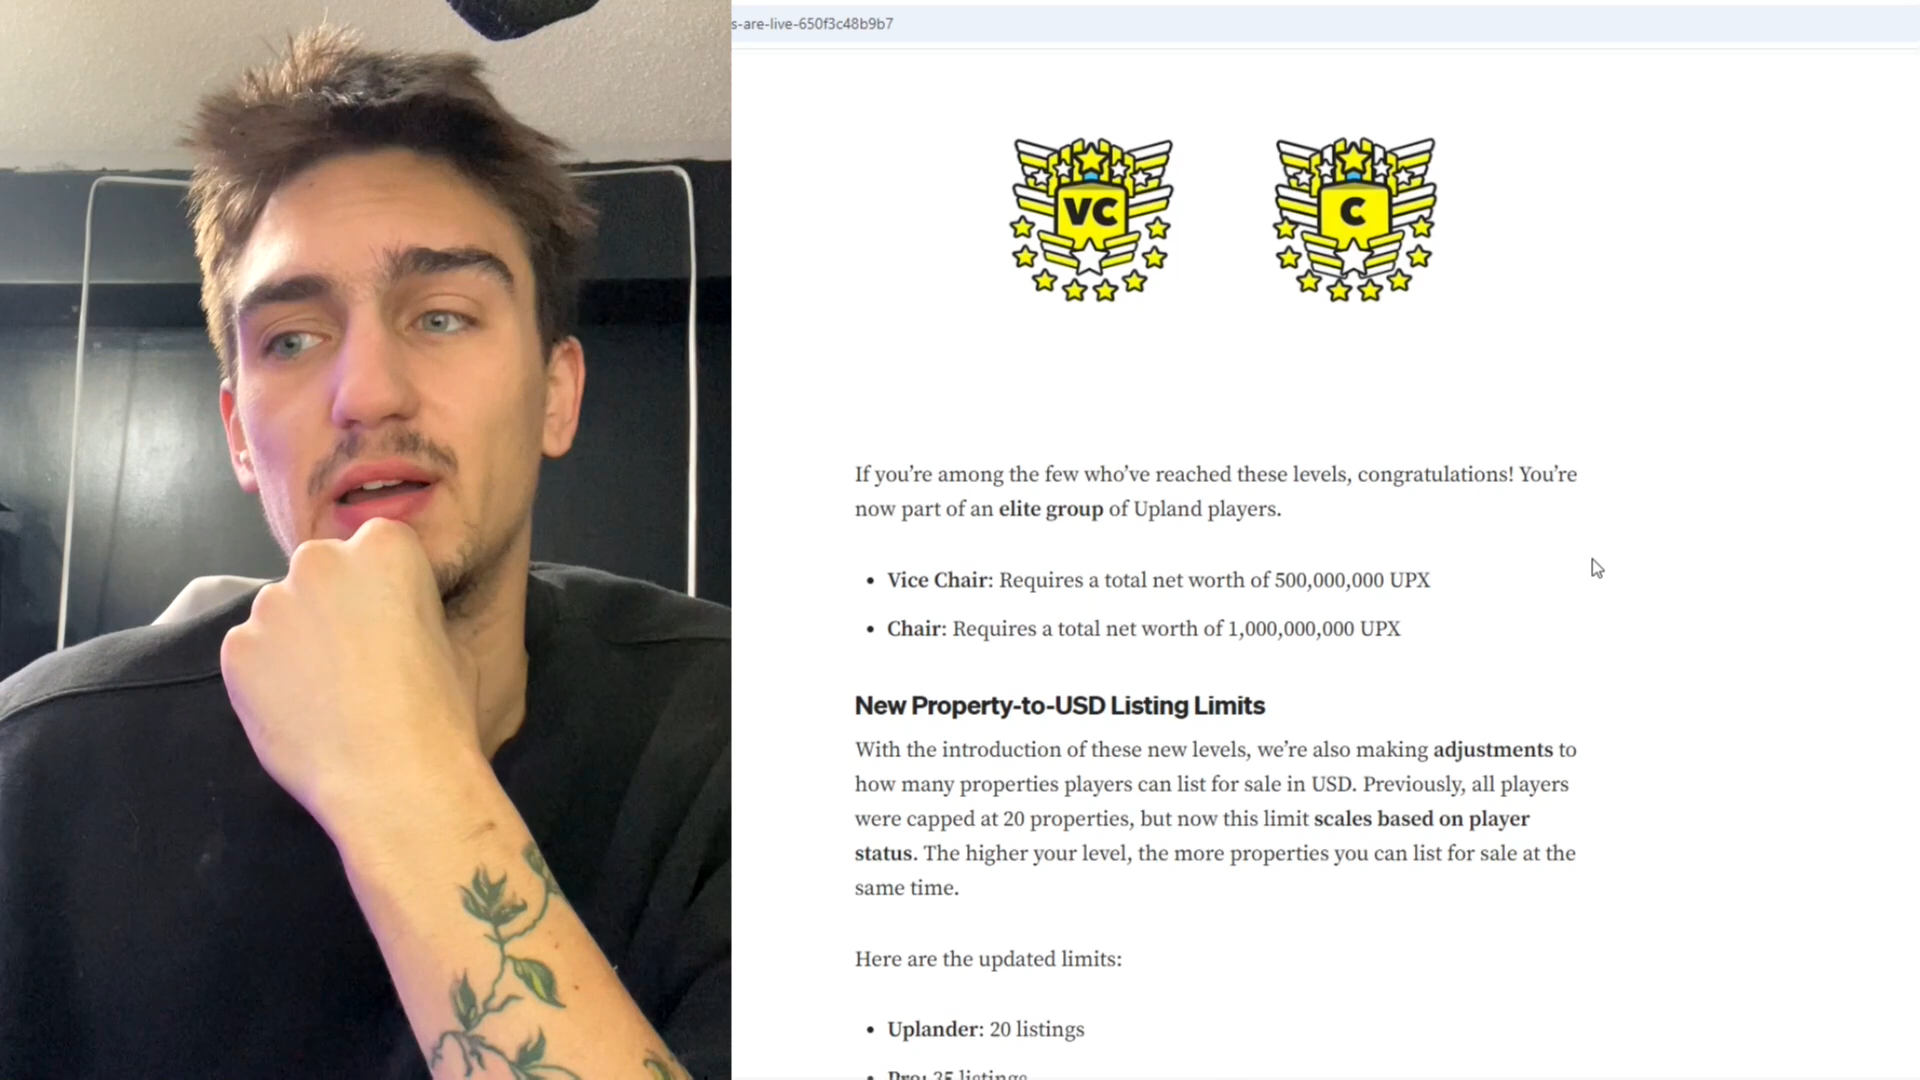 s-are-live-650f3c48b9b7
VC
C
If you’re among the few who’ve reached these levels, congratulations! You’re
now part of an elite group of Upland players.
• Vice Chair: Requires a total net worth of 500,000,000 UPX
• Chair: Requires a total net worth of 1,000,000,000 UPX
New Property-to-USD Listing Limits
With the introduction of these new levels, we’re also making adjustments to
how many properties players can list for sale in USD. Previously, all players
were capped at 20 properties, but now this limit scales based on player
status. The higher your level, the more properties you can list for sale at the
same time.
Here are the updated limits:
• Uplander: 20 listings
• Pro: 35 listings